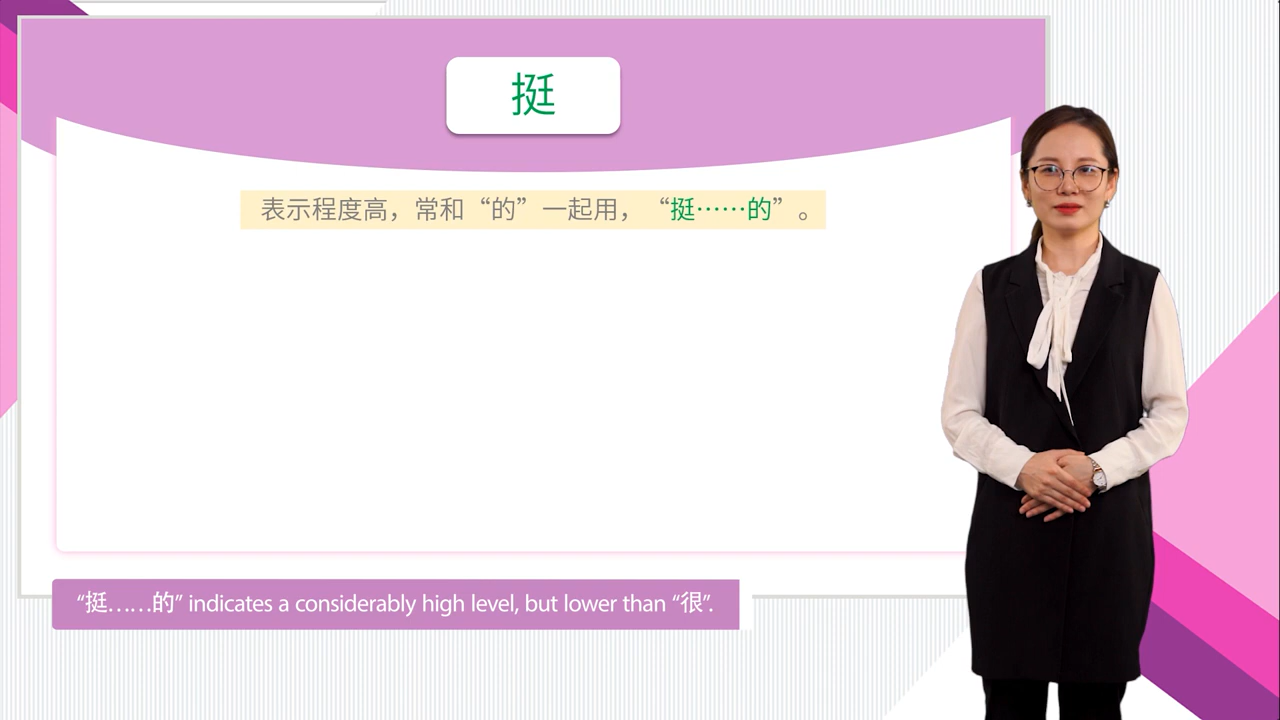 挺
表示程度高，常和“的”一起用，“挺……的”。
“挺……的” indicates a considerably high level, but lower than “很”.